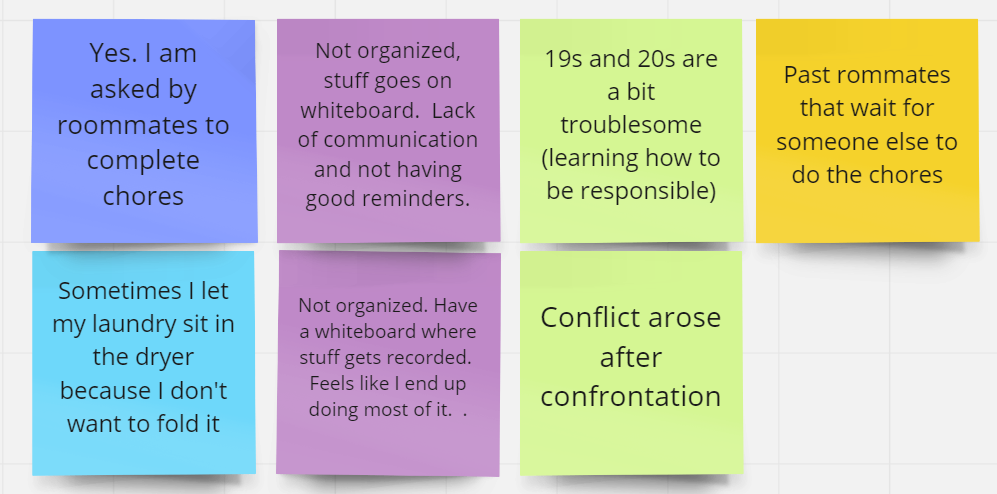 Yes. I am
asked by
roommates to
complete
chores
Not organized,
stuff goes on
whiteboard.  Lack
of communication
and not having
good reminders.
19s and 20s are
a bit
troublesome
(learning how to
be responsible)
Past rommates
that wait for
someone else to
do the chores
Sometimes I let
my laundry sit in
the dryer
because I don't
want to fold it
Not organized. Have
a whiteboard where
stuff gets recorded.
Feels like I end up
doing most of it.  .
Conflict arose
after
confrontation